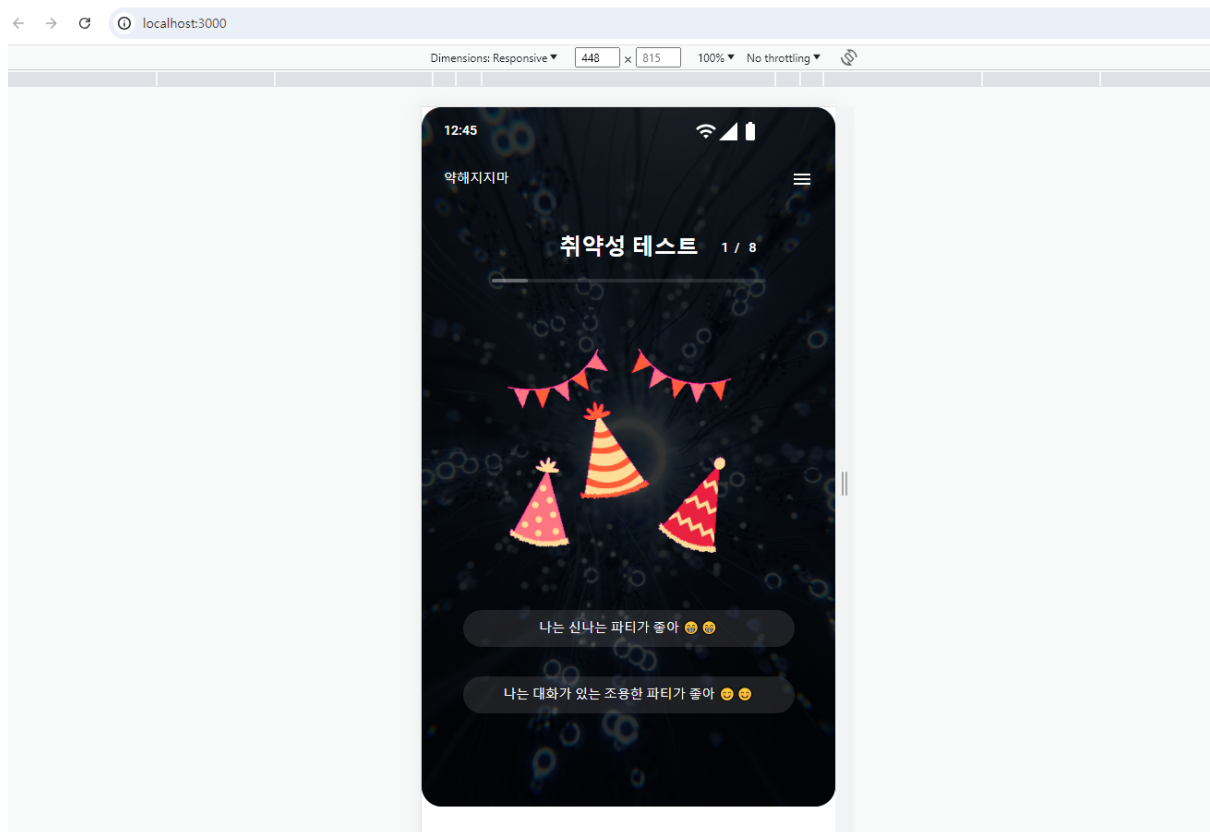 localhost:3000
Dimensions: Responsive ▼ 448 × 815 100% ▼ No throttling ▼
12:45
약해지지마
취약성 테스트 1 / 8
나는 신나는 파티가 좋아 😁 😁
나는 대화가 있는 조용한 파티가 좋아 😊 😊